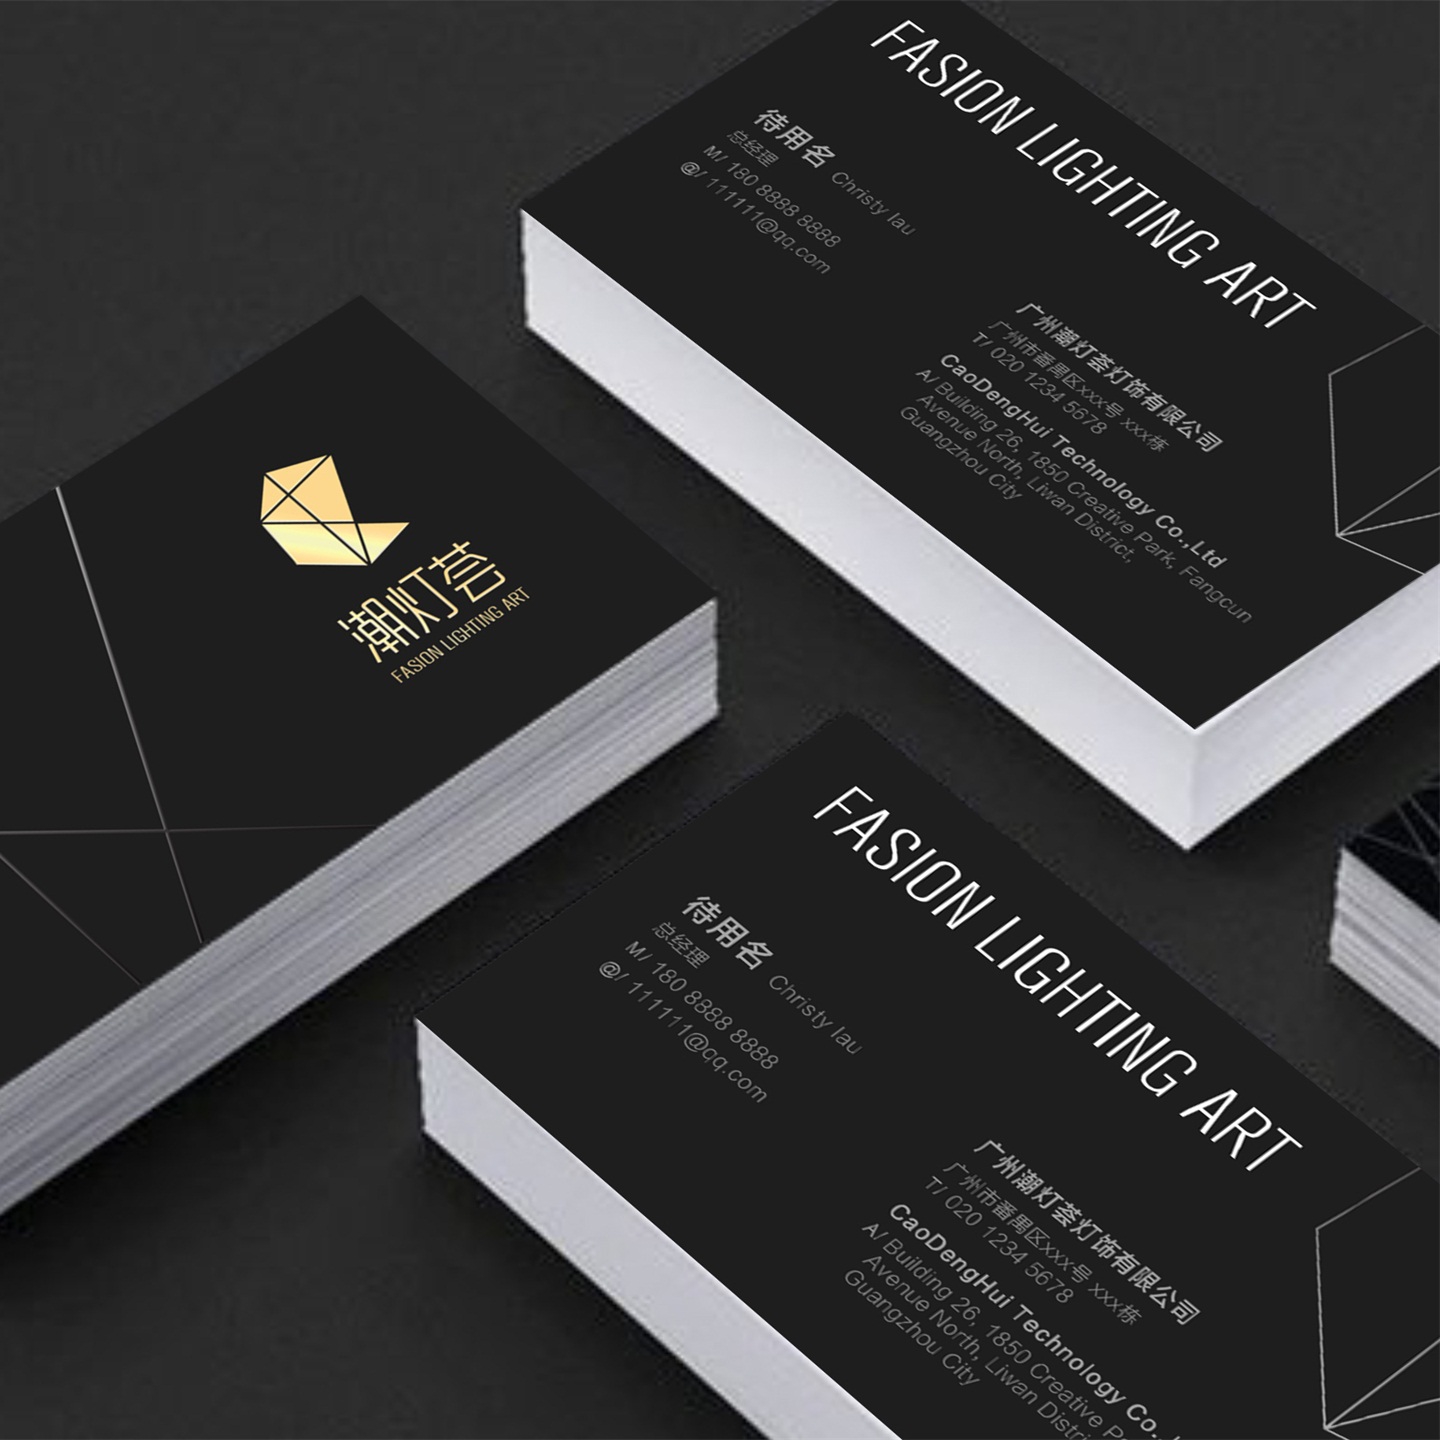 FASION LIGHTING ART
待用名 Christy lau
总经理
M/ 180 8888 8888
@/ 111111@qq.com
广州潮灯荟灯饰有限公司
广州市番禺区xxx号 xxx栋
T/ 020 1234 5678
CaoDengHui Technology Co.,Ltd
A/ Building 26, 1850 Creative Park, Fangcun
Avenue North, Liwan District,
Guangzhou City
潮灯荟
FASION LIGHTING ART
FASION LIGHTING ART
待用名 Christy lau
总经理
M/ 180 8888 8888
@/ 111111@qq.com
广州潮灯荟灯饰有限公司
广州市番禺区xxx号 xxx栋
T/ 020 1234 5678
CaoDengHui Technology Co.,
A/ Building 26, 1850 Creative
Avenue North, Liwan
Guangzhou City